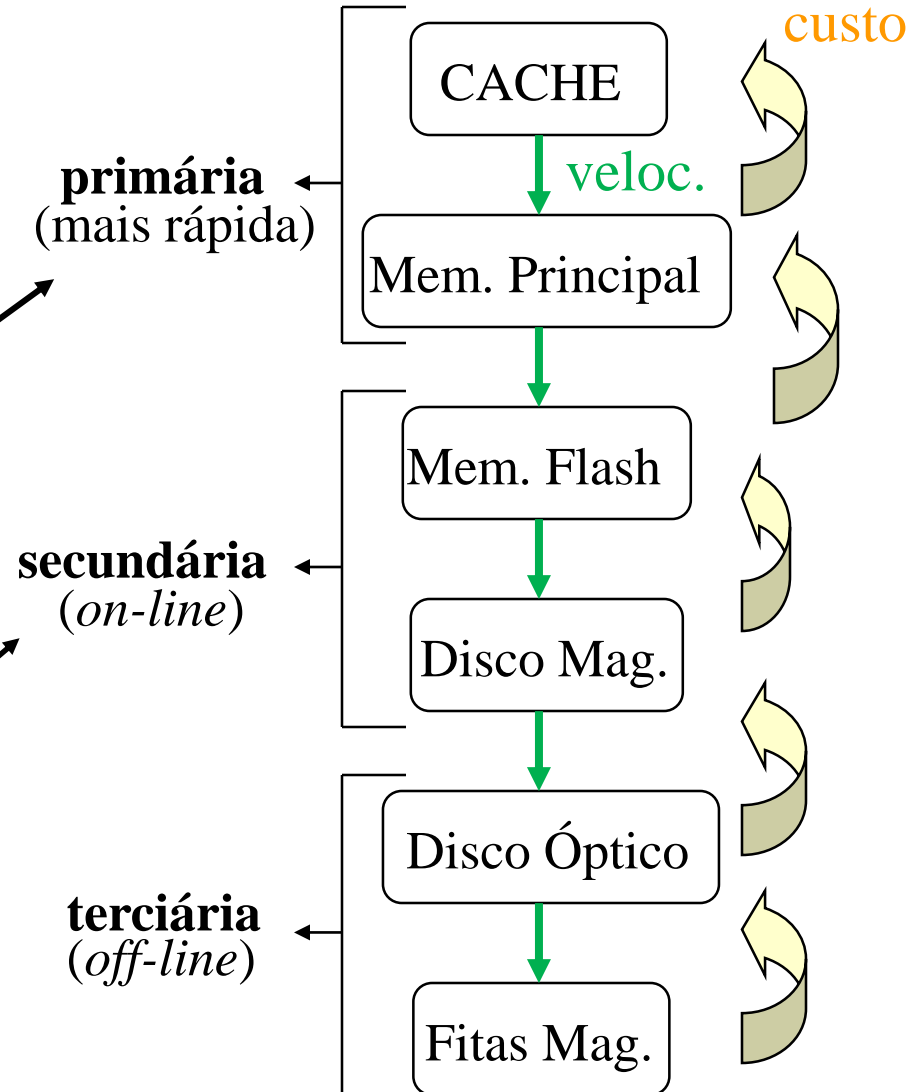 custo
CACHE
veloc.
primária
(mais rápida)
Mem. Principal
Mem. Flash
secundária
(on-line)
Disco Mag.
Disco Óptico
terciária
(off-line)
Fitas Mag.